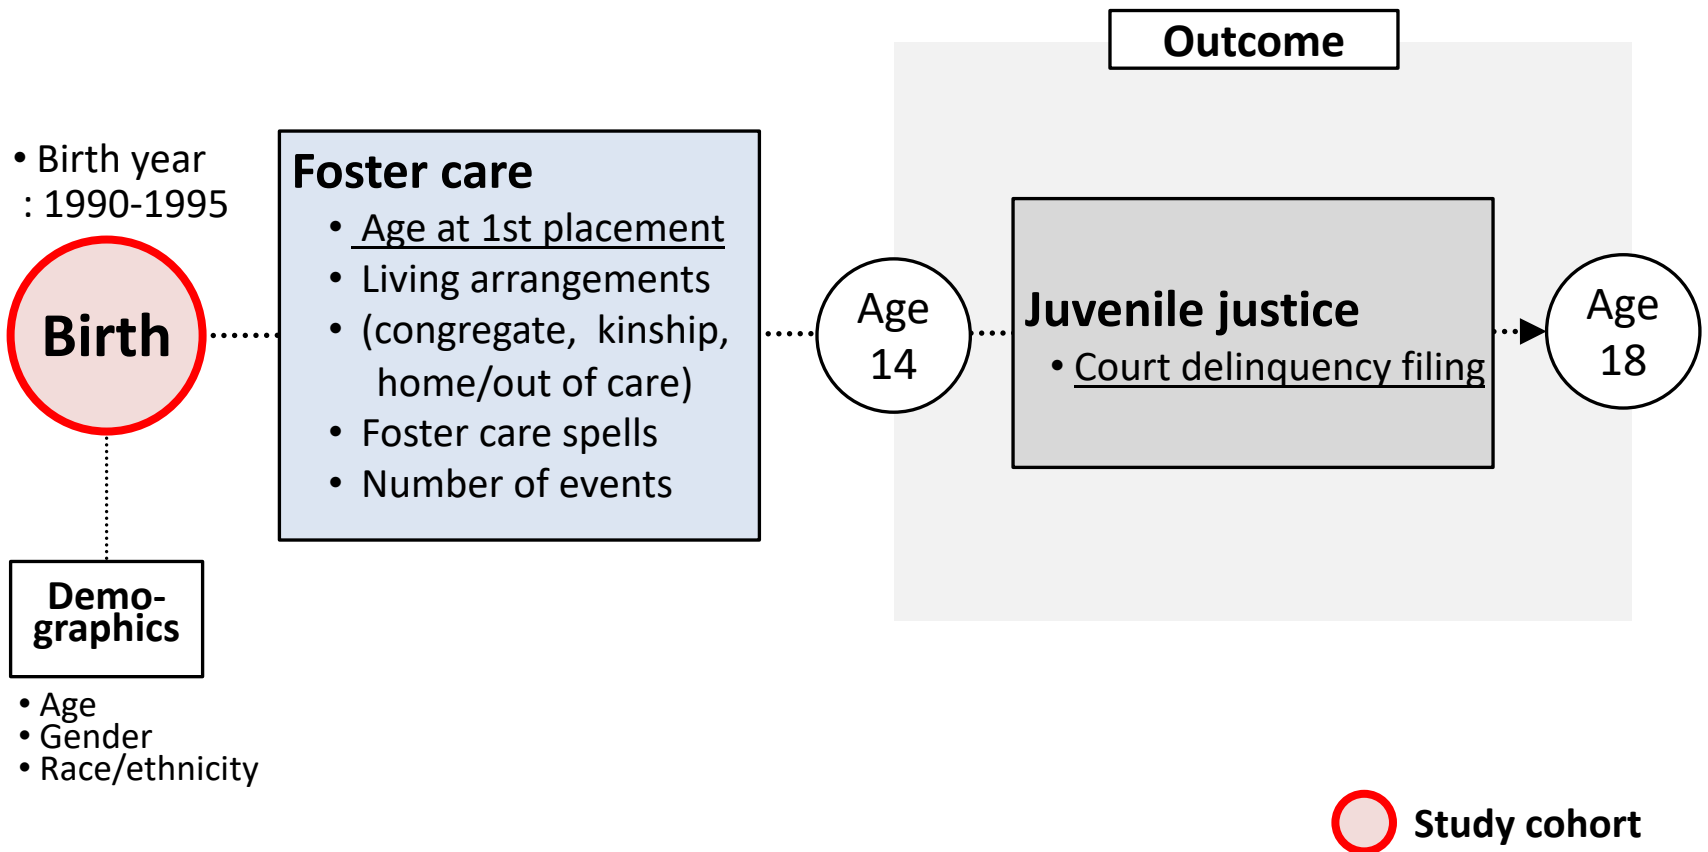 Outcome
• Birth year
: 1990-1995
Birth
Demo-
graphics
• Age
• Gender
• Race/ethnicity
Foster care
• Age at 1st placement
• Living arrangements
• (congregate, kinship,
home/out of care)
• Foster care spells
• Number of events
Age
14
Juvenile justice
• Court delinquency filing
Age
18
Study cohort